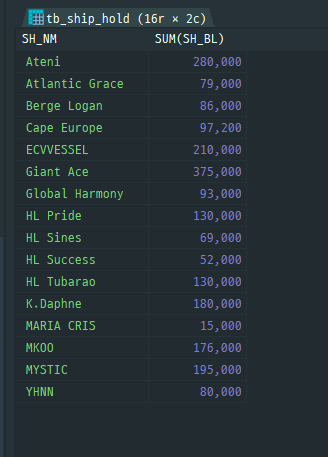 tb_ship_hold (16r × 2c)
SH_NM SUM(SH_BL)
Ateni 280,000
Atlantic Grace 79,000
Berge Logan 86,000
Cape Europe 97,200
ECVVESSEL 210,000
Giant Ace 375,000
Global Harmony 93,000
HL Pride 130,000
HL Sines 69,000
HL Success 52,000
HL Tubarao 130,000
K.Daphne 180,000
MARIA CRIS 15,000
MKOO 176,000
MYSTIC 195,000
YHNN 80,000